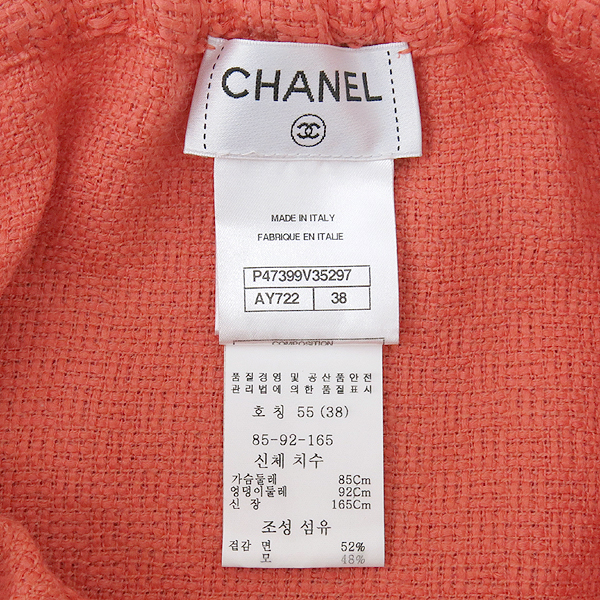 CHANEL
MADE IN ITALY
FABRIQUE EN ITALIE
P47399V35297
AY722 38
COMPOSITION
품질경영 및 공산품안전
관리법에 의한 품질표시
호칭 55 (38)
85-92-165
신체 치수
가슴둘레 85Cm
엉덩이둘레 92Cm
신 장 165Cm
조성 섬유
겉감 면 52%
모 48%